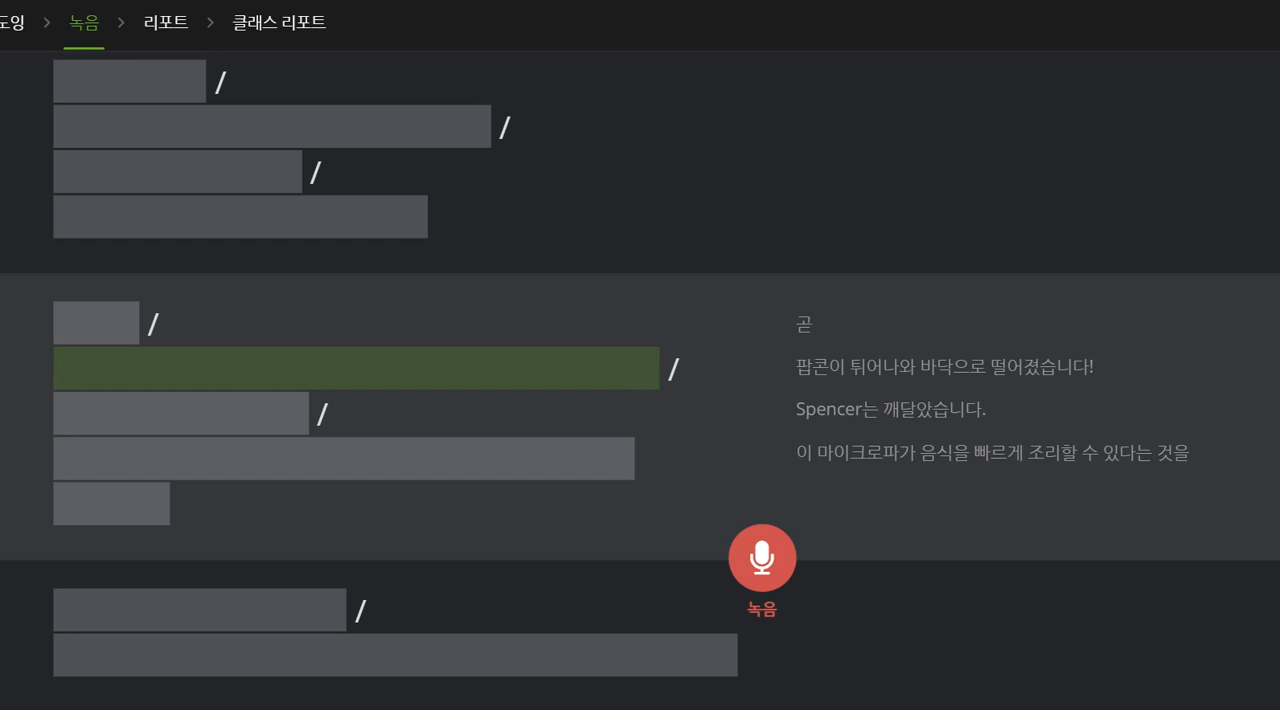 도잉 > 녹음 > 리포트 > 클래스 리포트
/
/
/
/
곧
/
팝콘이 튀어나와 바닥으로 떨어졌습니다!
/
Spencer는 깨달았습니다.
이 마이크로파가 음식을 빠르게 조리할 수 있다는 것을
녹음
/